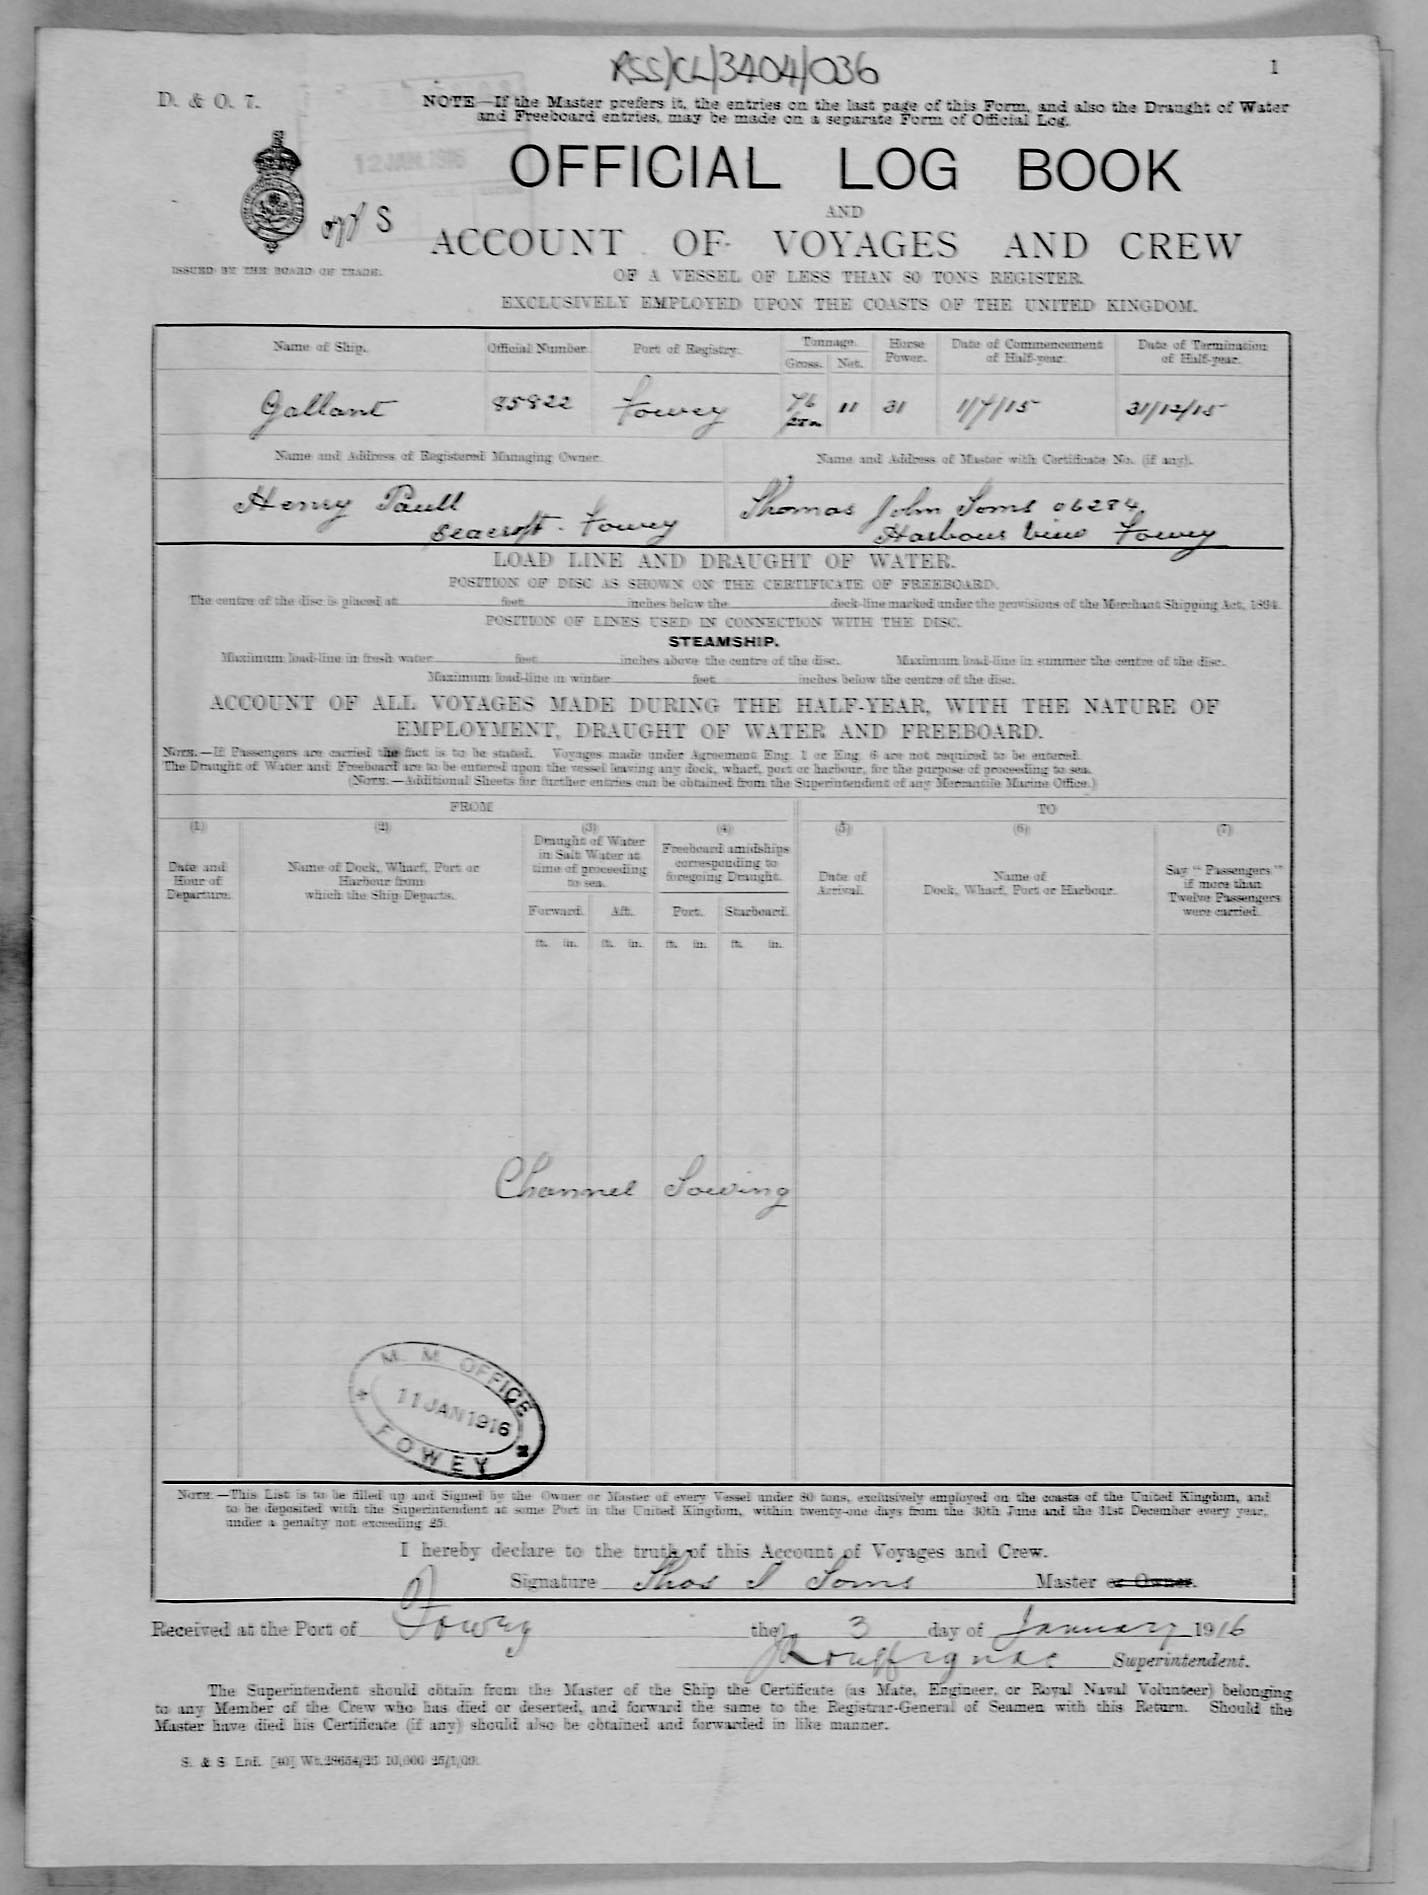 RSS/CL/3404/036
1
D. & O. 7.
NOTE—If the Master prefers it, the entries on the last page of this Form, and also the Draught of Water
and Freeboard entries, may be made on a separate Form of Official Log.
12 JAN. 1916
OFFICIAL LOG BOOK
AND
S
ACCOUNT OF VOYAGES AND CREW
ISSUED BY THE BOARD OF TRADE.
OF A VESSEL OF LESS THAN 80 TONS REGISTER.
EXCLUSIVELY EMPLOYED UPON THE COASTS OF THE UNITED KINGDOM.
Name of Ship. Official Number. Port of Registry. Tonnage. Horse Power. Date of Commencement of Half-year. Date of Termination of Half-year.
Gross. Net.
Gallant 85822 Fowey 76 11 31 1/7/15 31/12/15
Name and Address of Registered Managing Owner. Name and Address of Master with Certificate No. (if any).
Henry Paull Thomas John Toms 06284
Seacroft. Fowey Harbour View Fowey
LOAD LINE AND DRAUGHT OF WATER.
POSITION OF DISC AS SHOWN ON THE CERTIFICATE OF FREEBOARD.
The centre of the disc is placed at feet inches below the deck-line marked under the provisions of the Merchant Shipping Act, 1894.
POSITION OF LINES USED IN CONNECTION WITH THE DISC.
STEAMSHIP.
Maximum load-line in fresh water feet inches above the centre of the disc. Maximum load-line in summer the centre of the disc.
Maximum load-line in winter feet inches below the centre of the disc.
ACCOUNT OF ALL VOYAGES MADE DURING THE HALF-YEAR, WITH THE NATURE OF
EMPLOYMENT, DRAUGHT OF WATER AND FREEBOARD.
NOTE.—If Passengers are carried the fact is to be stated. Voyages made under Agreement Eng. 1 or Eng. 6 are not required to be entered.
The Draught of Water and Freeboard are to be entered upon the vessel leaving any dock, wharf, port or harbour, for the purpose of proceeding to sea.
(NOTE.—Additional Sheets for further entries can be obtained from the Superintendent of any Mercantile Marine Office.)
FROM TO
(1) (2) (3) (4) (5) (6) (7)
Date and Hour of Departure. Name of Dock, Wharf, Port or Harbour from which the Ship Departs. Draught of Water in Salt Water at time of proceeding to sea. Freeboard amidships corresponding to foregoing Draught. Date of Arrival. Name of Dock, Wharf, Port or Harbour. Say "Passengers" if more than Twelve Passengers were carried.
Forward. Aft. Port. Starboard.
ft. in. ft. in. ft. in. ft. in.
Channel Towing
M. M. OFFICE
11 JAN 1916
FOWEY
NOTE.—This List is to be filled up and Signed by the Owner or Master of every Vessel under 80 tons, exclusively employed on the coasts of the United Kingdom, and
to be deposited with the Superintendent at some Port in the United Kingdom, within twenty-one days from the 30th June and the 31st December every year,
under a penalty not exceeding £5.
I hereby declare to the truth of this Account of Voyages and Crew.
Signature Thos J Toms Master or Owner.
Received at the Port of Fowey the 3 day of January 1916
Superintendent.
The Superintendent should obtain from the Master of the Ship the Certificate (as Mate, Engineer, or Royal Naval Volunteer) belonging
to any Member of the Crew who has died or deserted, and forward the same to the Registrar-General of Seamen with this Return. Should the
Master have died his Certificate (if any) should also be obtained and forwarded in like manner.
S. & S. Ltd. [40] Wt.28654/25 10,000 25/1/09.